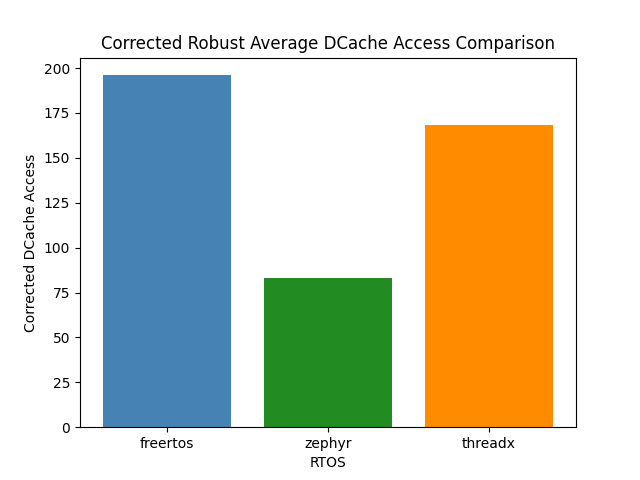 Corrected Robust Average DCache Access Comparison
Corrected DCache Access
200
175
150
125
100
75
50
25
0
freertos
zephyr
threadx
RTOS